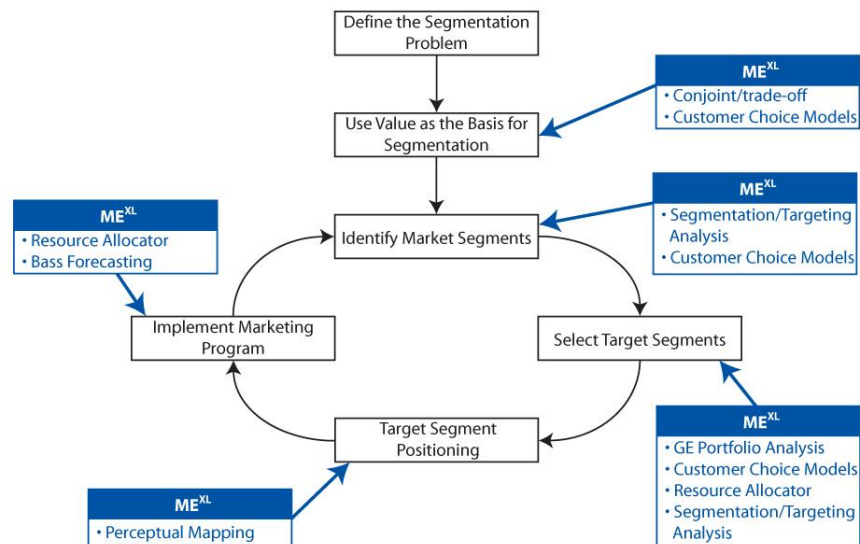 Define the Segmentation
Problem
ME^XL
• Conjoint/trade-off
• Customer Choice Models
Use Value as the Basis for
Segmentation
ME^XL
• Segmentation/Targeting
Analysis
• Customer Choice Models
ME^XL
• Resource Allocator
• Bass Forecasting
Identify Market Segments
Implement Marketing
Program
Select Target Segments
Target Segment
Positioning
ME^XL
• GE Portfolio Analysis
• Customer Choice Models
• Resource Allocator
• Segmentation/Targeting
Analysis
ME^XL
• Perceptual Mapping